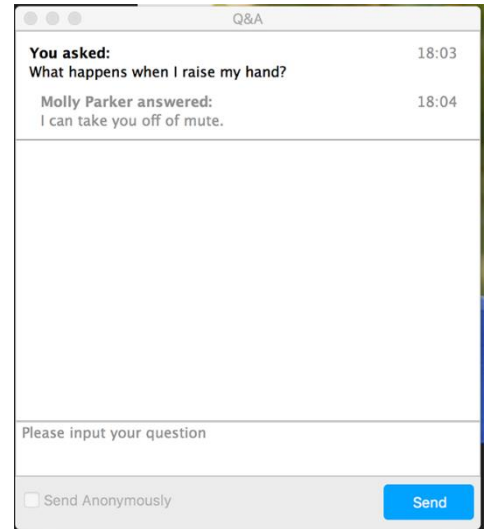 Q&A
You asked: 18:03
What happens when I raise my hand?
Molly Parker answered: 18:04
I can take you off of mute.
Please input your question
Send Anonymously
Send